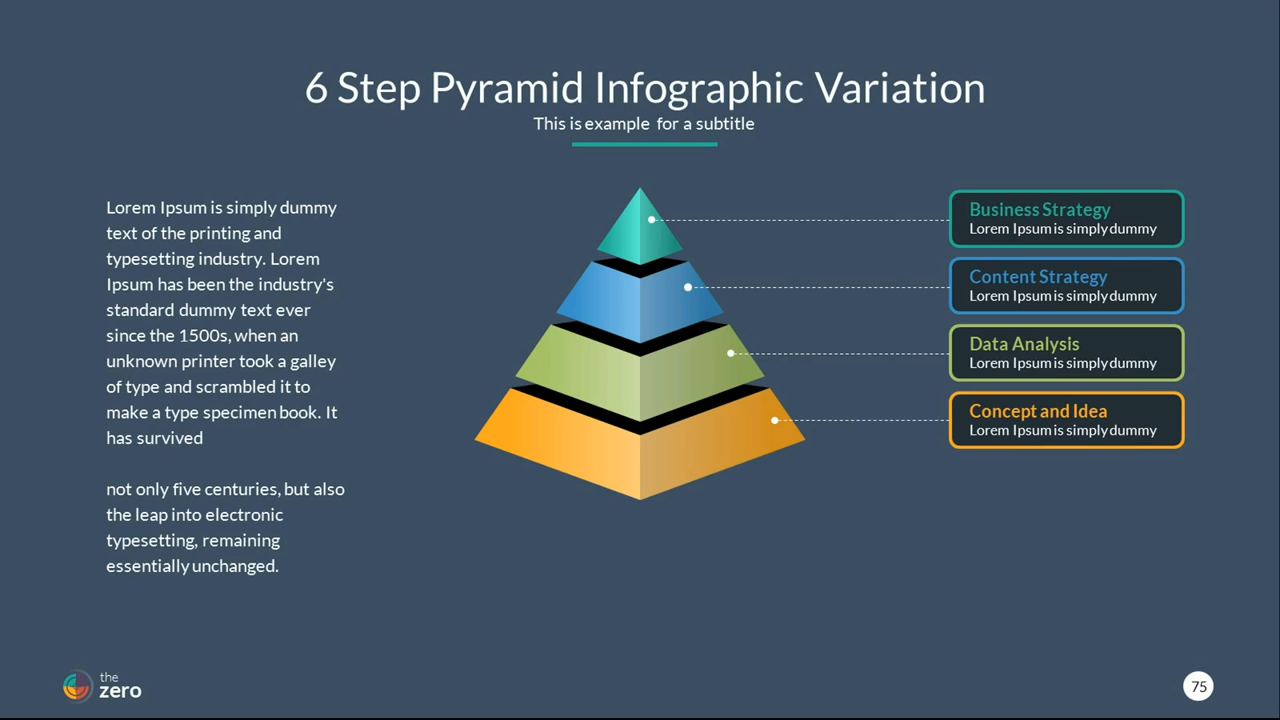 6 Step Pyramid Infographic Variation
This is example for a subtitle
Lorem Ipsum is simply dummy
text of the printing and
typesetting industry. Lorem
Ipsum has been the industry's
standard dummy text ever
since the 1500s, when an
unknown printer took a galley
of type and scrambled it to
make a type specimen book. It
has survived
not only five centuries, but also
the leap into electronic
typesetting, remaining
essentially unchanged.
Business Strategy
Lorem Ipsum is simply dummy
Content Strategy
Lorem Ipsum is simply dummy
Data Analysis
Lorem Ipsum is simply dummy
Concept and Idea
Lorem Ipsum is simply dummy
the
zero
75